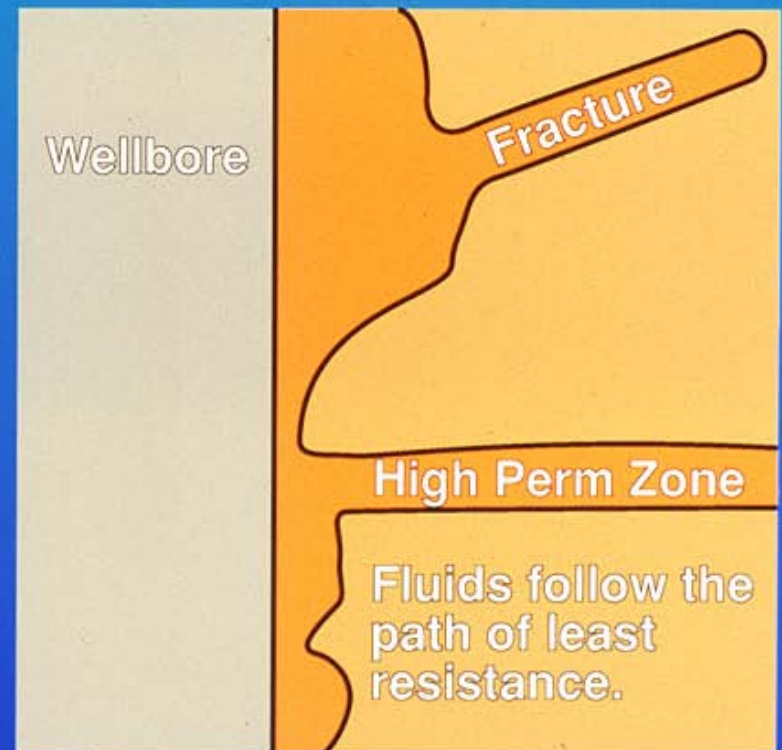 Wellbore
Fracture
High Perm Zone
Fluids follow the
path of least
resistance.